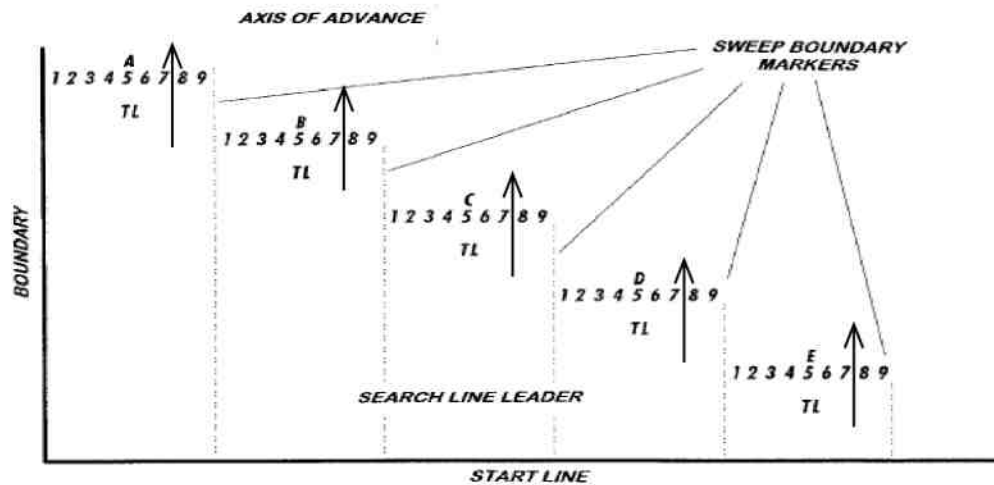 AXIS OF ADVANCE
SWEEP BOUNDARY
MARKERS
A
1 2 3 4 5 6 7 8 9
TL
B
1 2 3 4 5 6 7 8 9
TL
C
1 2 3 4 5 6 7 8 9
TL
D
1 2 3 4 5 6 7 8 9
TL
E
1 2 3 4 5 6 7 8 9
TL
BOUNDARY
SEARCH LINE LEADER
START LINE